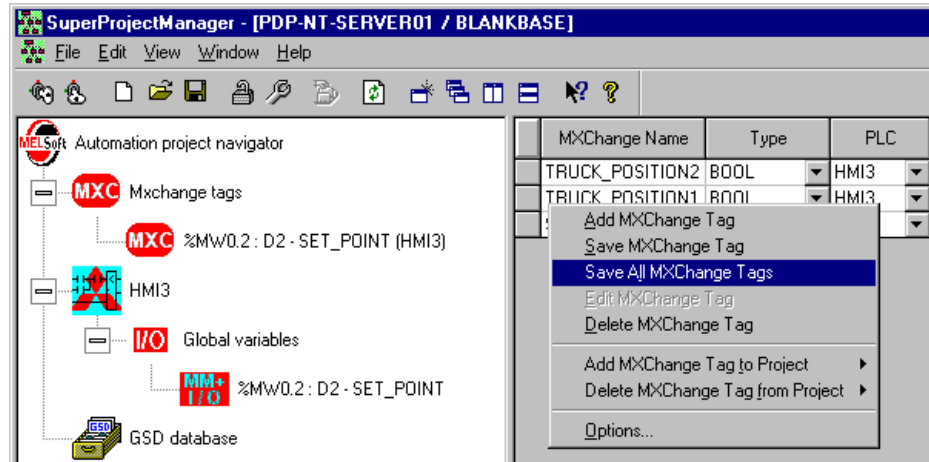 SuperProjectManager - [PDP-NT-SERVER01 / BLANKBASE]
File Edit View Window Help
MELSoft Automation project navigator
MXC Mxchange tags
MXC %MW0.2 : D2 - SET_POINT (HMI3)
HMI3
I/O Global variables
MM+ I/O %MW0.2 : D2 - SET_POINT
GSD GSD database
MXChange Name Type PLC
TRUCK_POSITION2 BOOL HMI3
TRUCK_POSITION1 BOOL HMI3
Add MXChange Tag
Save MXChange Tag
Save All MXChange Tags
Edit MXChange Tag
Delete MXChange Tag
Add MXChange Tag to Project
Delete MXChange Tag from Project
Options...